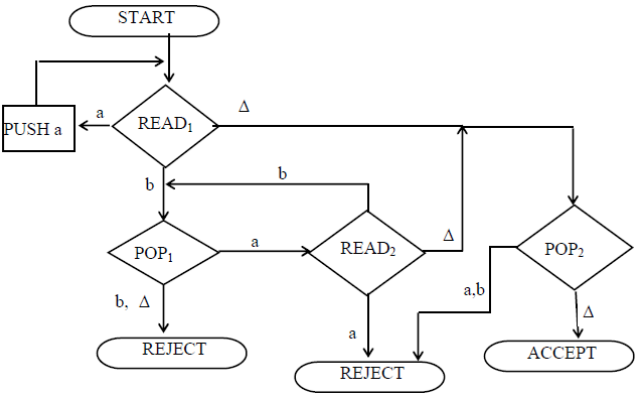 START
a
Δ
PUSH a
READ₁
b
b
a
POP₁
READ₂
Δ
POP₂
b, Δ
a,b
Δ
a
REJECT
ACCEPT
REJECT